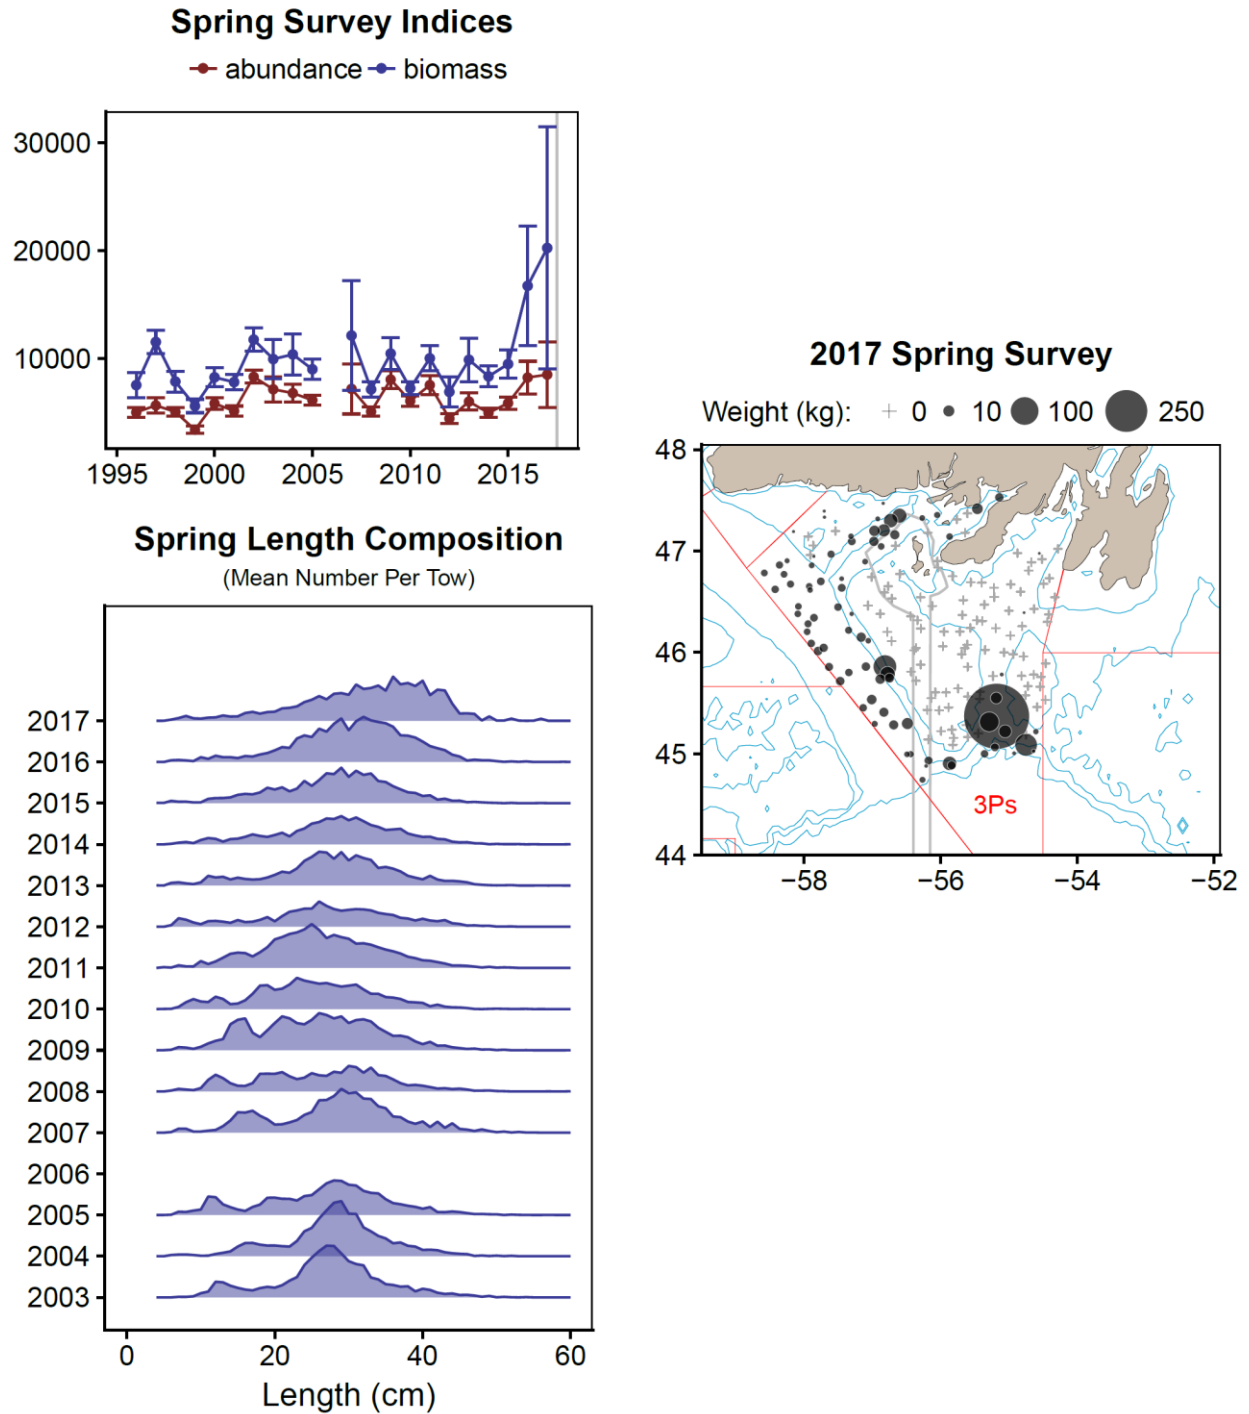 Spring Survey Indices
abundance biomass
30000
20000
10000
1995 2000 2005 2010 2015
Spring Length Composition
(Mean Number Per Tow)
2017
2016
2015
2014
2013
2012
2011
2010
2009
2008
2007
2006
2005
2004
2003
0 20 40 60
Length (cm)
2017 Spring Survey
Weight (kg): 0 10 100 250
48
47
46
45
44
3Ps
−58 −56 −54 −52